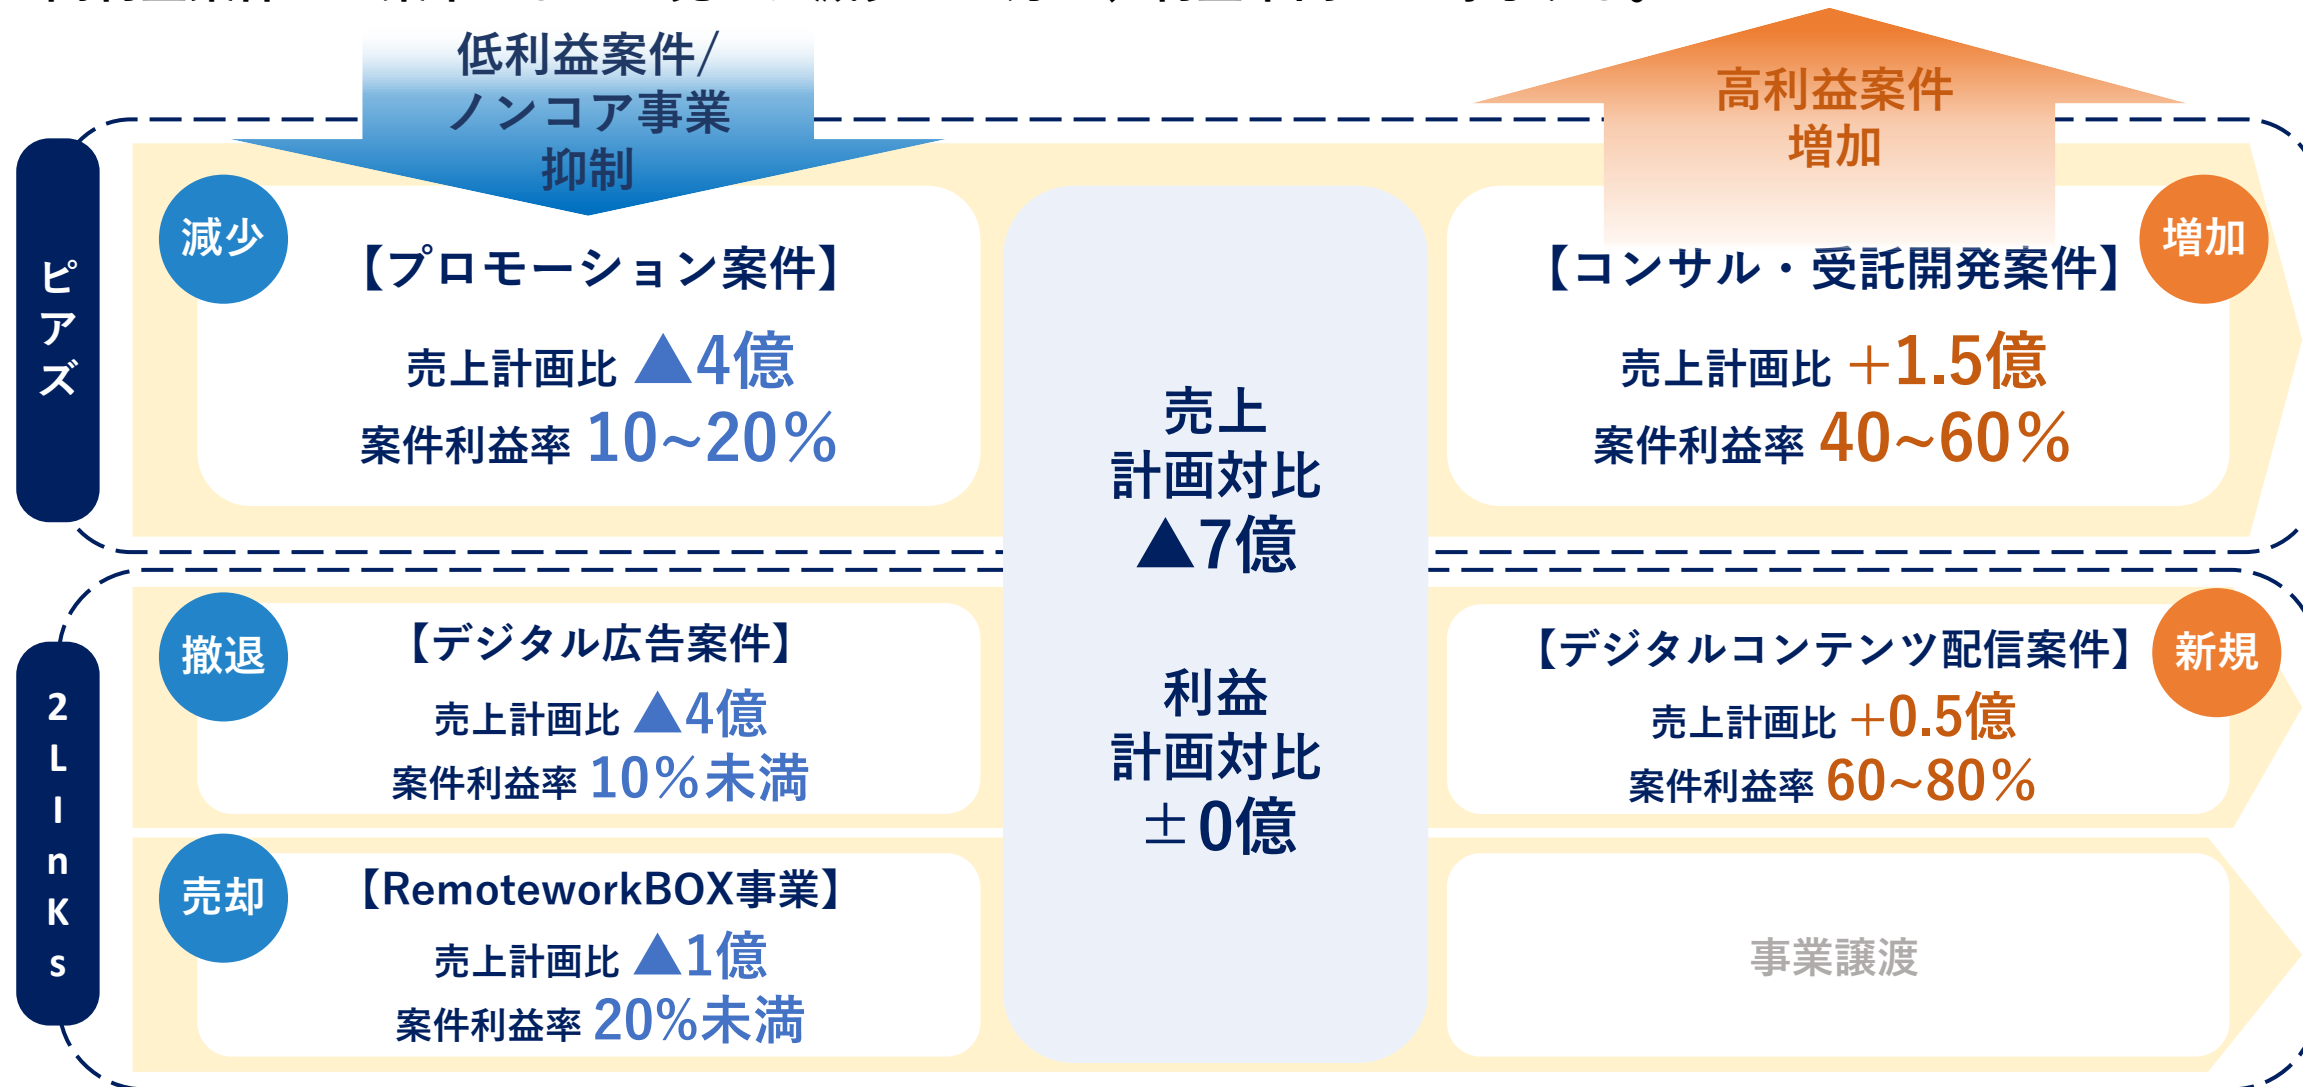 低利益案件/
ノンコア事業
抑制
高利益案件
増加
ピアズ
減少
【プロモーション案件】
売上計画比 ▲4億
案件利益率 10~20%
売上
計画対比
▲7億
利益
計画対比
±0億
増加
【コンサル・受託開発案件】
売上計画比 +1.5億
案件利益率 40~60%
2LInKs
撤退
【デジタル広告案件】
売上計画比 ▲4億
案件利益率 10%未満
新規
【デジタルコンテンツ配信案件】
売上計画比 +0.5億
案件利益率 60~80%
売却
【RemoteworkBOX事業】
売上計画比 ▲1億
案件利益率 20%未満
事業譲渡